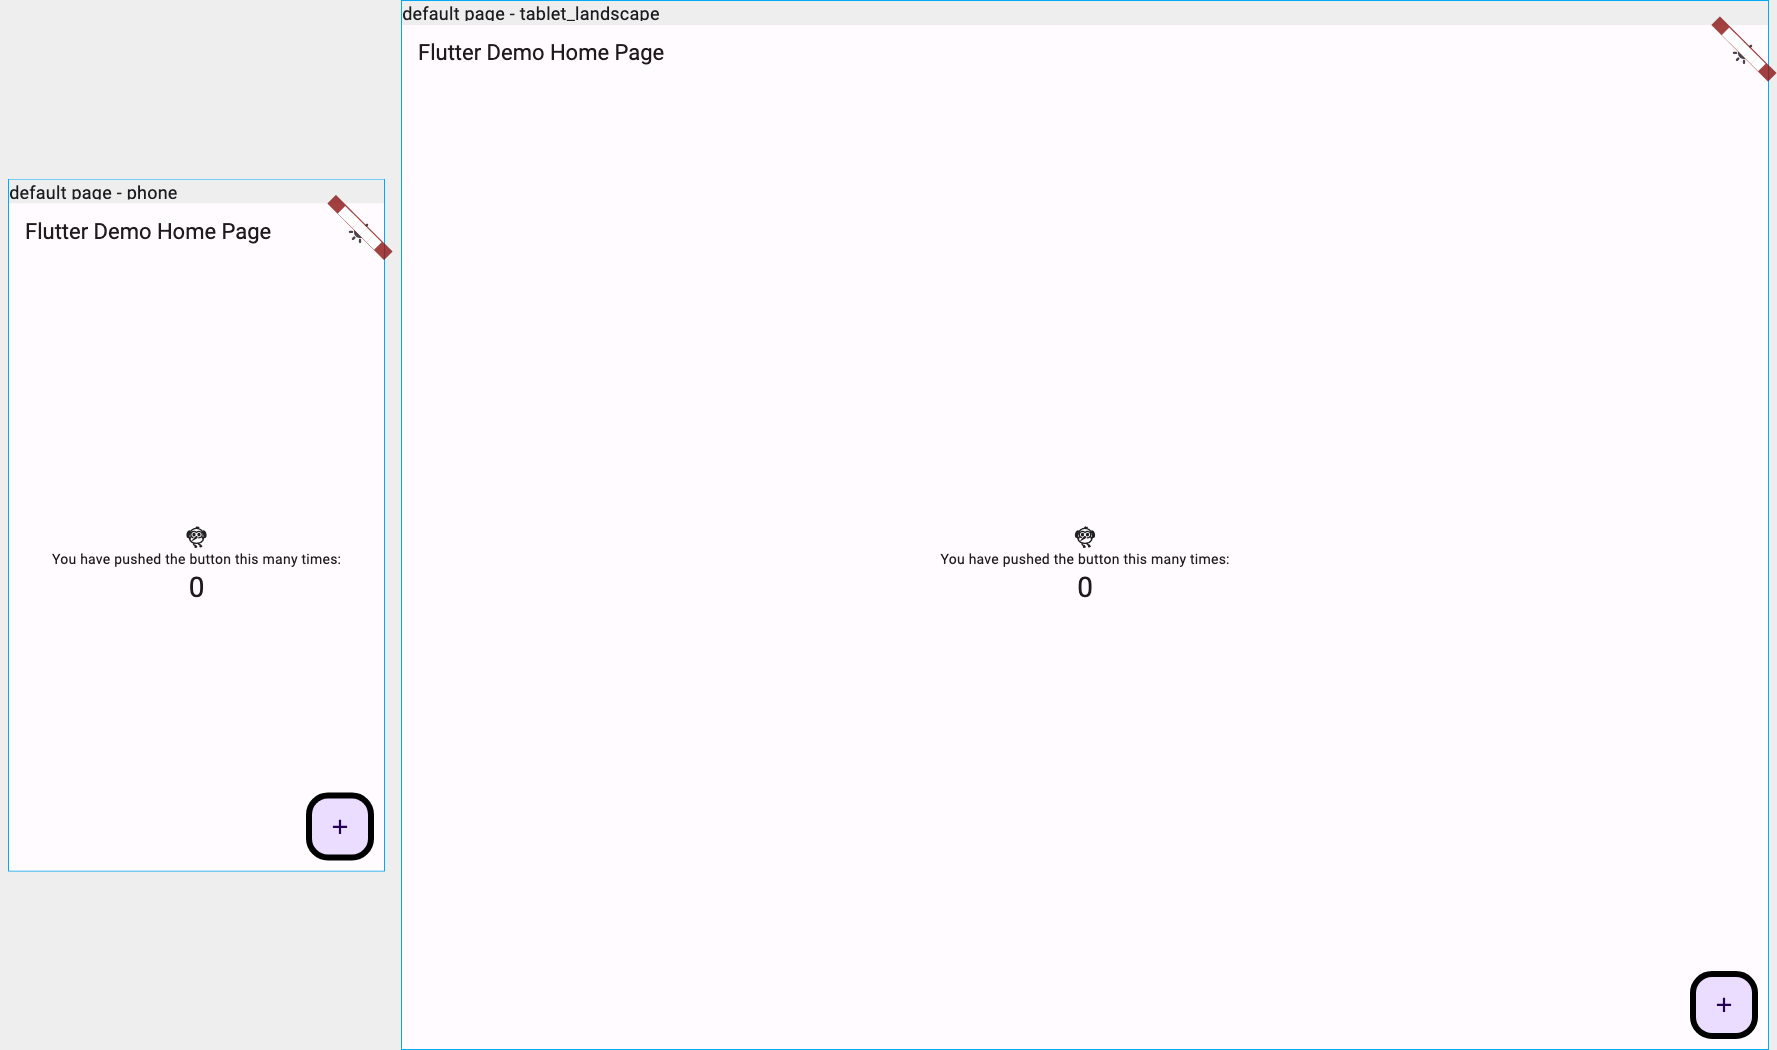 default page - phone
Flutter Demo Home Page
You have pushed the button this many times:
0
+
default page - tablet_landscape
Flutter Demo Home Page
You have pushed the button this many times:
0
+